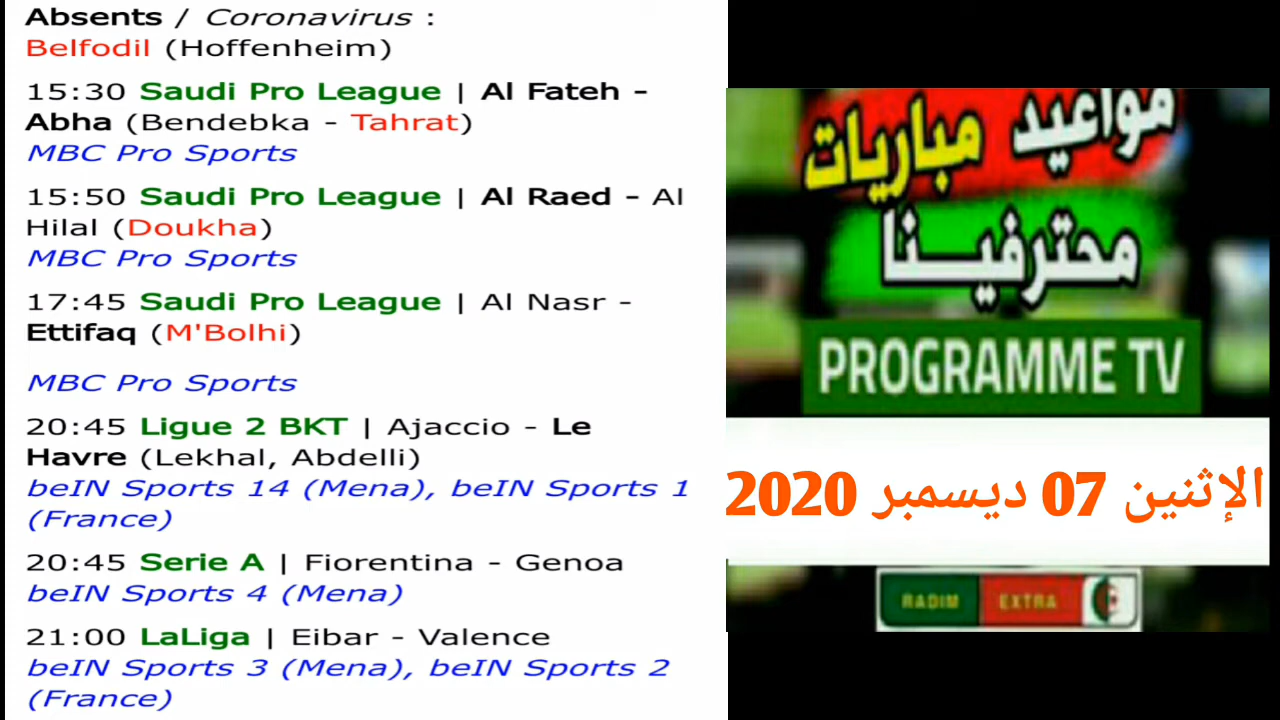 Absents / Coronavirus :
Belfodil (Hoffenheim)
15:30 Saudi Pro League | Al Fateh -
Abha (Bendebka - Tahrat)
MBC Pro Sports
15:50 Saudi Pro League | Al Raed - Al
Hilal (Doukha)
MBC Pro Sports
17:45 Saudi Pro League | Al Nasr -
Ettifaq (M'Bolhi)
MBC Pro Sports
20:45 Ligue 2 BKT | Ajaccio - Le
Havre (Lekhal, Abdelli)
beIN Sports 14 (Mena), beIN Sports 1
(France)
20:45 Serie A | Fiorentina - Genoa
beIN Sports 4 (Mena)
21:00 LaLiga | Eibar - Valence
beIN Sports 3 (Mena), beIN Sports 2
(France)
مواعيد مباريات
محترفينا
PROGRAMME TV
الإثنين 07 ديسمبر 2020
RADIM EXTRA